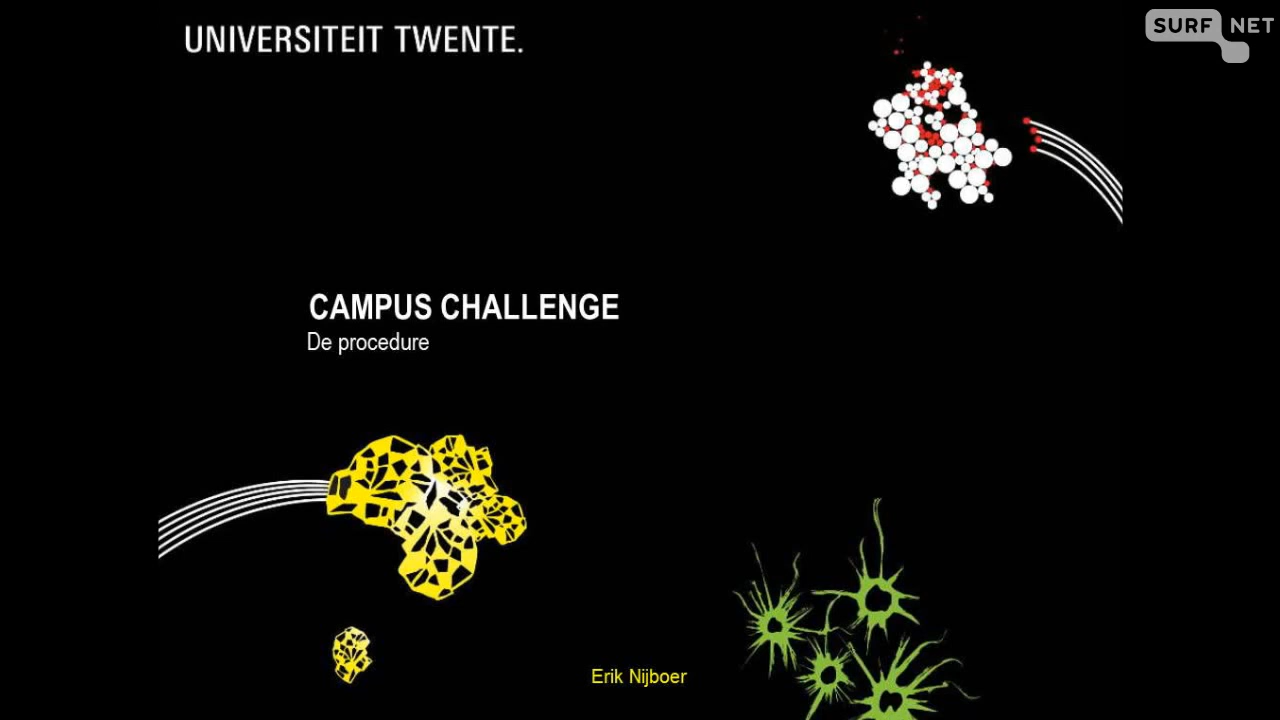 UNIVERSITEIT TWENTE.
SURF NET
CAMPUS CHALLENGE
De procedure
Erik Nijboer